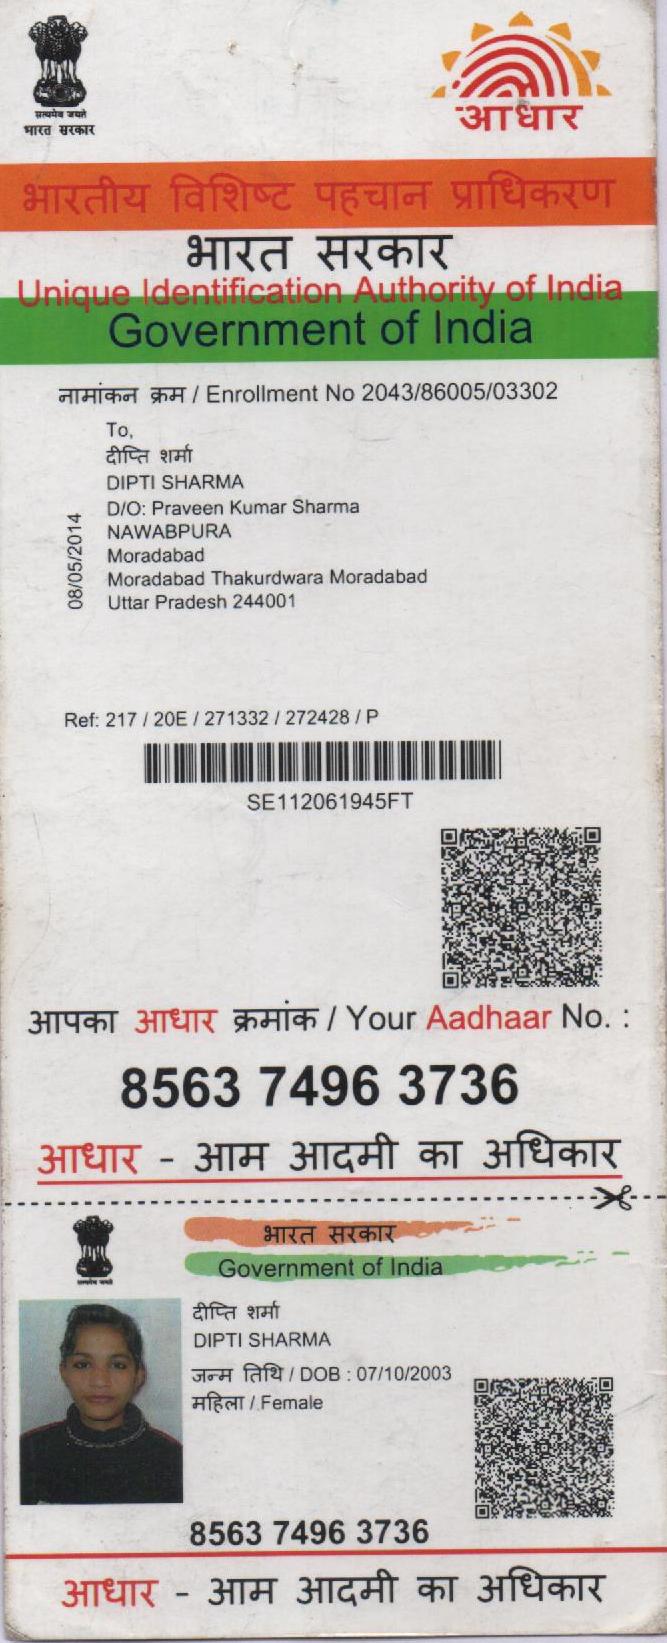 सत्यमेव जयते
भारत सरकार
आधार
भारतीय विशिष्ट पहचान प्राधिकरण
भारत सरकार
Unique Identification Authority of India
Government of India
नामांकन क्रम / Enrollment No 2043/86005/03302
To,
दीप्ति शर्मा
DIPTI SHARMA
D/O: Praveen Kumar Sharma
NAWABPURA
Moradabad
Moradabad Thakurdwara Moradabad
Uttar Pradesh 244001
08/05/2014
Ref: 217 / 20E / 271332 / 272428 / P
SE112061945FT
आपका आधार क्रमांक / Your Aadhaar No. :
8563 7496 3736
आधार - आम आदमी का अधिकार
भारत सरकार
Government of India
दीप्ति शर्मा
DIPTI SHARMA
जन्म तिथि / DOB : 07/10/2003
महिला / Female
8563 7496 3736
आधार - आम आदमी का अधिकार